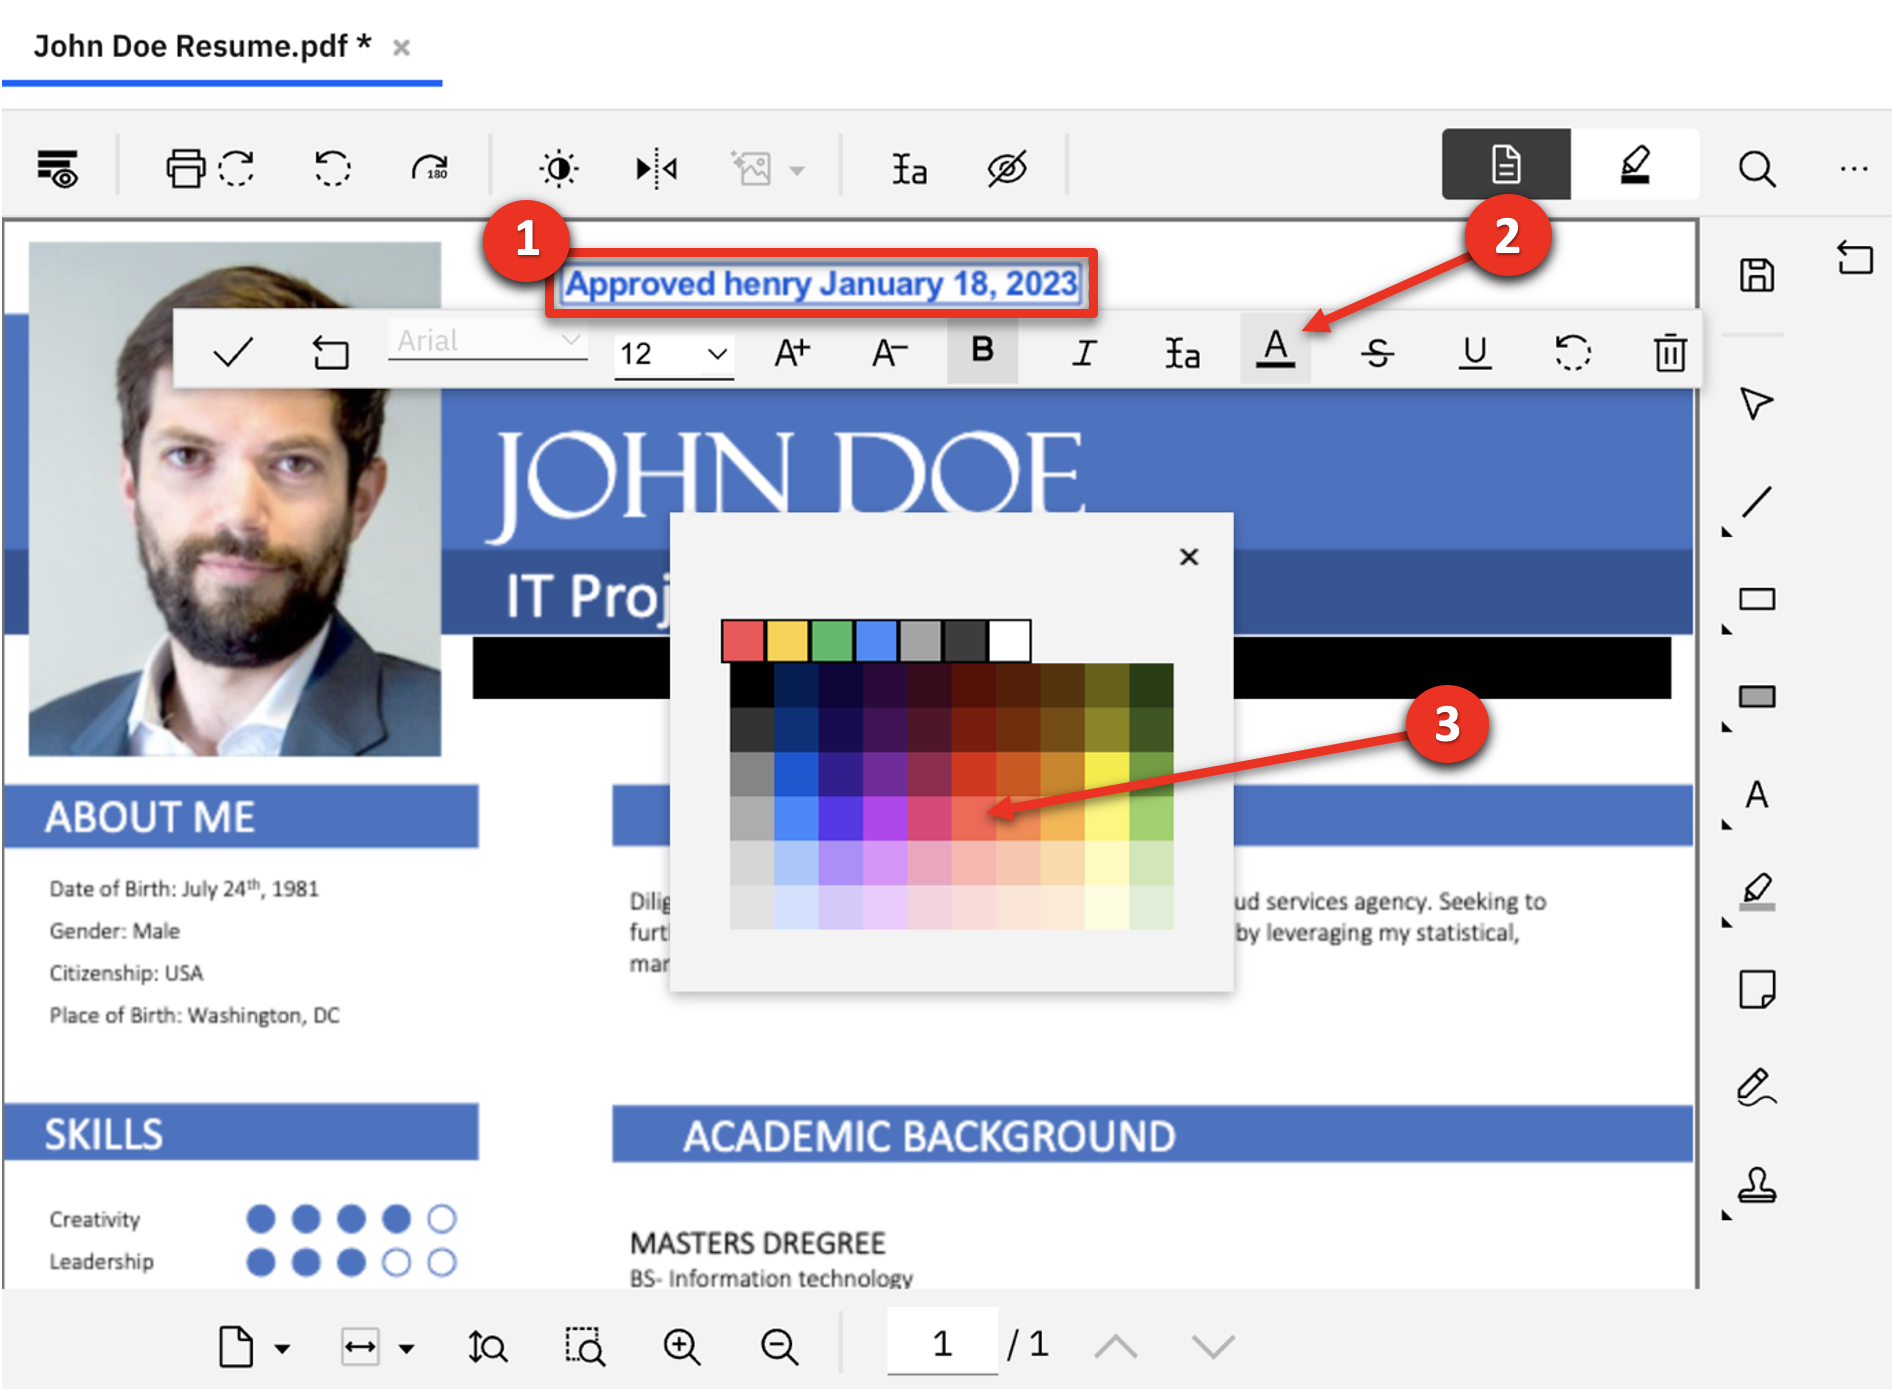 John Doe Resume.pdf * ×
180
1
2
Approved henry January 18, 2023
Arial
12
A+
A−
B
I
a
A
S
U
JOHN DOE
IT Proj
3
ABOUT ME
Date of Birth: July 24th, 1981
Gender: Male
Citizenship: USA
Place of Birth: Washington, DC
ud services agency. Seeking to
furt by leveraging my statistical,
A
SKILLS
ACADEMIC BACKGROUND
Creativity
Leadership
MASTERS DREGREE
BS- Information technology
1 / 1